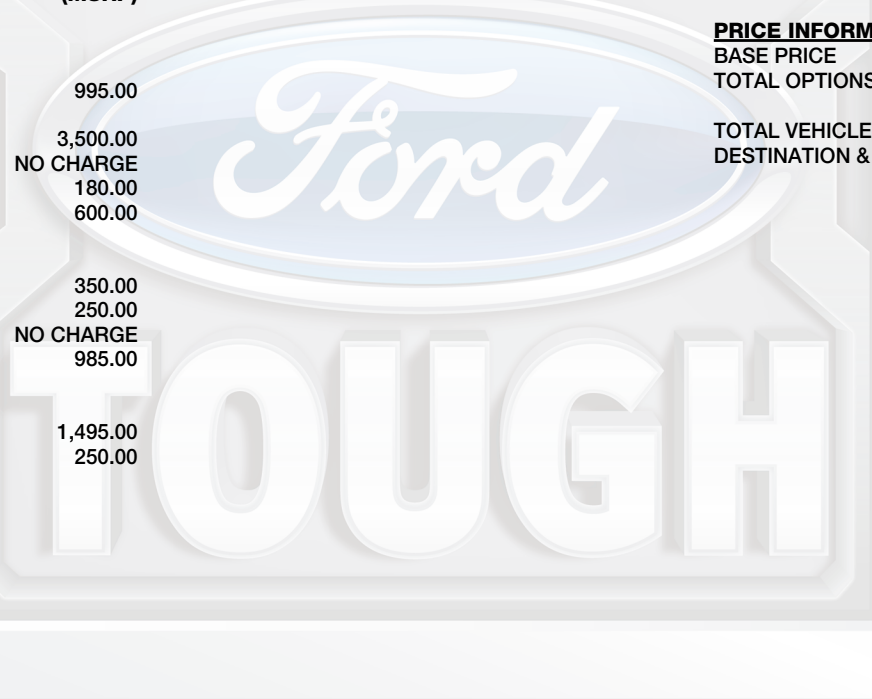 995.00
3,500.00
NO CHARGE
180.00
600.00
350.00
250.00
NO CHARGE
985.00
1,495.00
250.00
PRICE INFORM
BASE PRICE
TOTAL OPTIONS
TOTAL VEHICLE
DESTINATION &
Ford
TOUGH